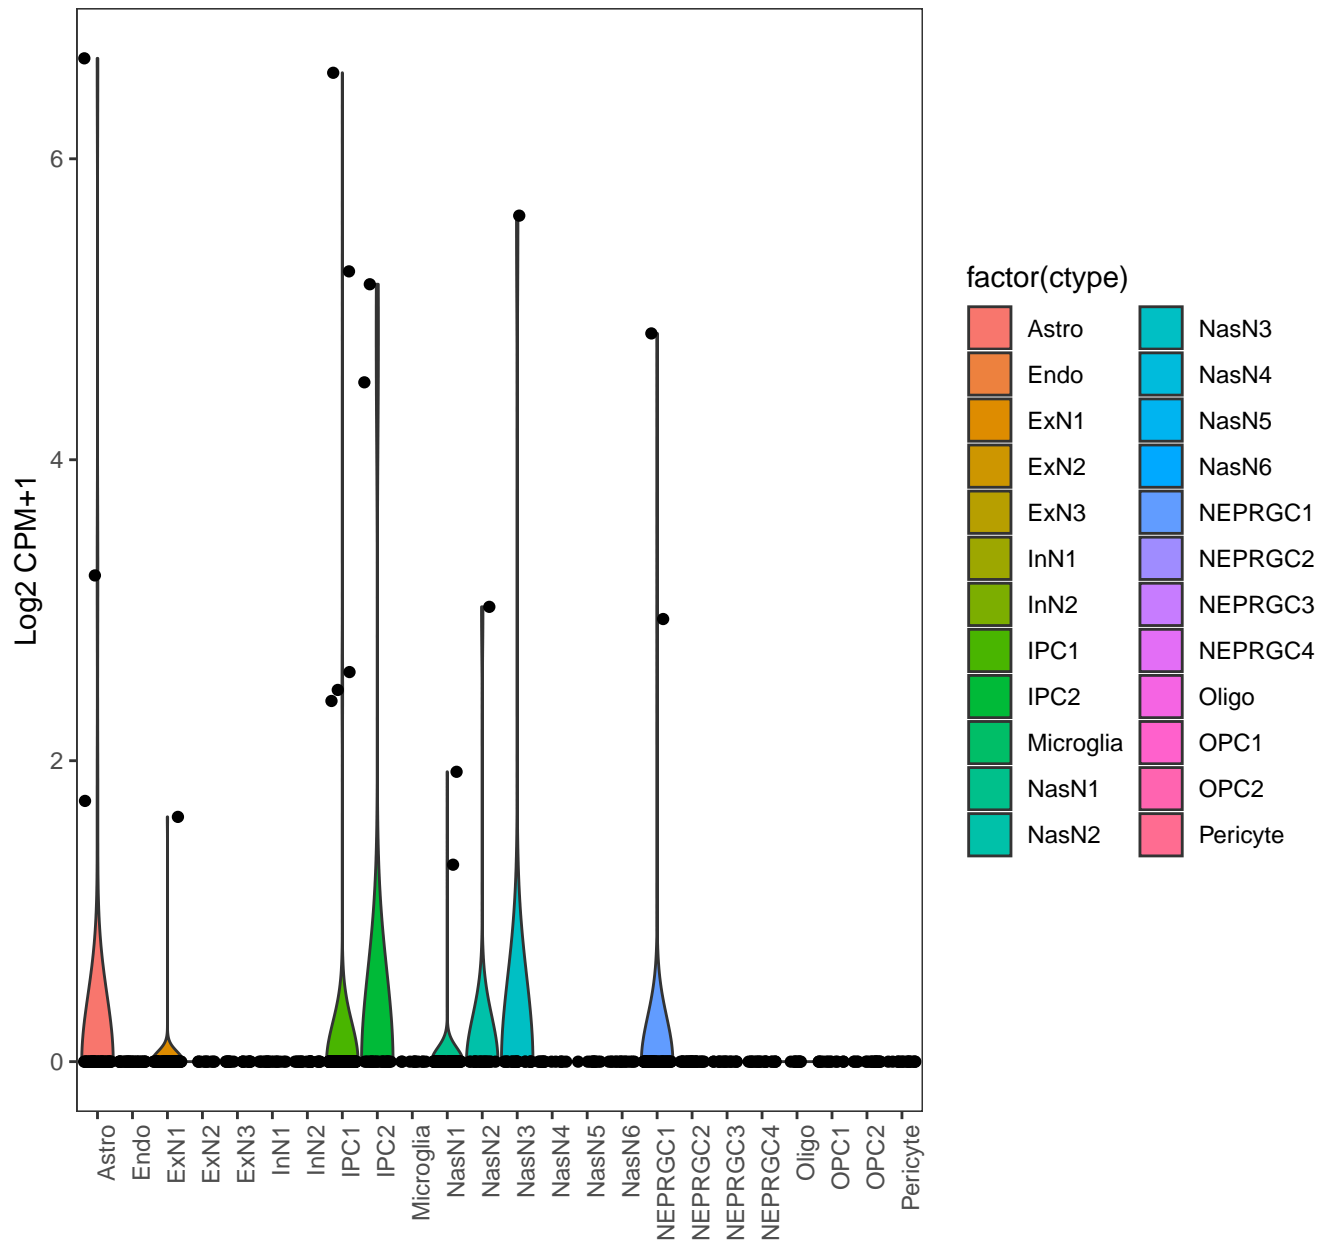 Log2 CPM+1
6
4
2
0
Astro
Endo
ExN1
ExN2
ExN3
InN1
InN2
IPC1
IPC2
Microglia
NasN1
NasN2
NasN3
NasN4
NasN5
NasN6
NEPRGC1
NEPRGC2
NEPRGC3
NEPRGC4
Oligo
OPC1
OPC2
Pericyte
factor(ctype)
Astro
Endo
ExN1
ExN2
ExN3
InN1
InN2
IPC1
IPC2
Microglia
NasN1
NasN2
NasN3
NasN4
NasN5
NasN6
NEPRGC1
NEPRGC2
NEPRGC3
NEPRGC4
Oligo
OPC1
OPC2
Pericyte